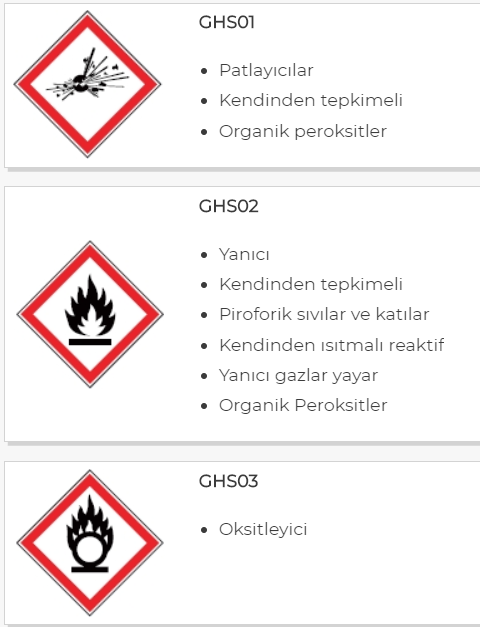 GHS01
• Patlayıcılar
• Kendinden tepkimeli
• Organik peroksitler
GHS02
• Yanıcı
• Kendinden tepkimeli
• Piroforik sıvılar ve katılar
• Kendinden ısıtmalı reaktif
• Yanıcı gazlar yayar
• Organik Peroksitler
GHS03
• Oksitleyici